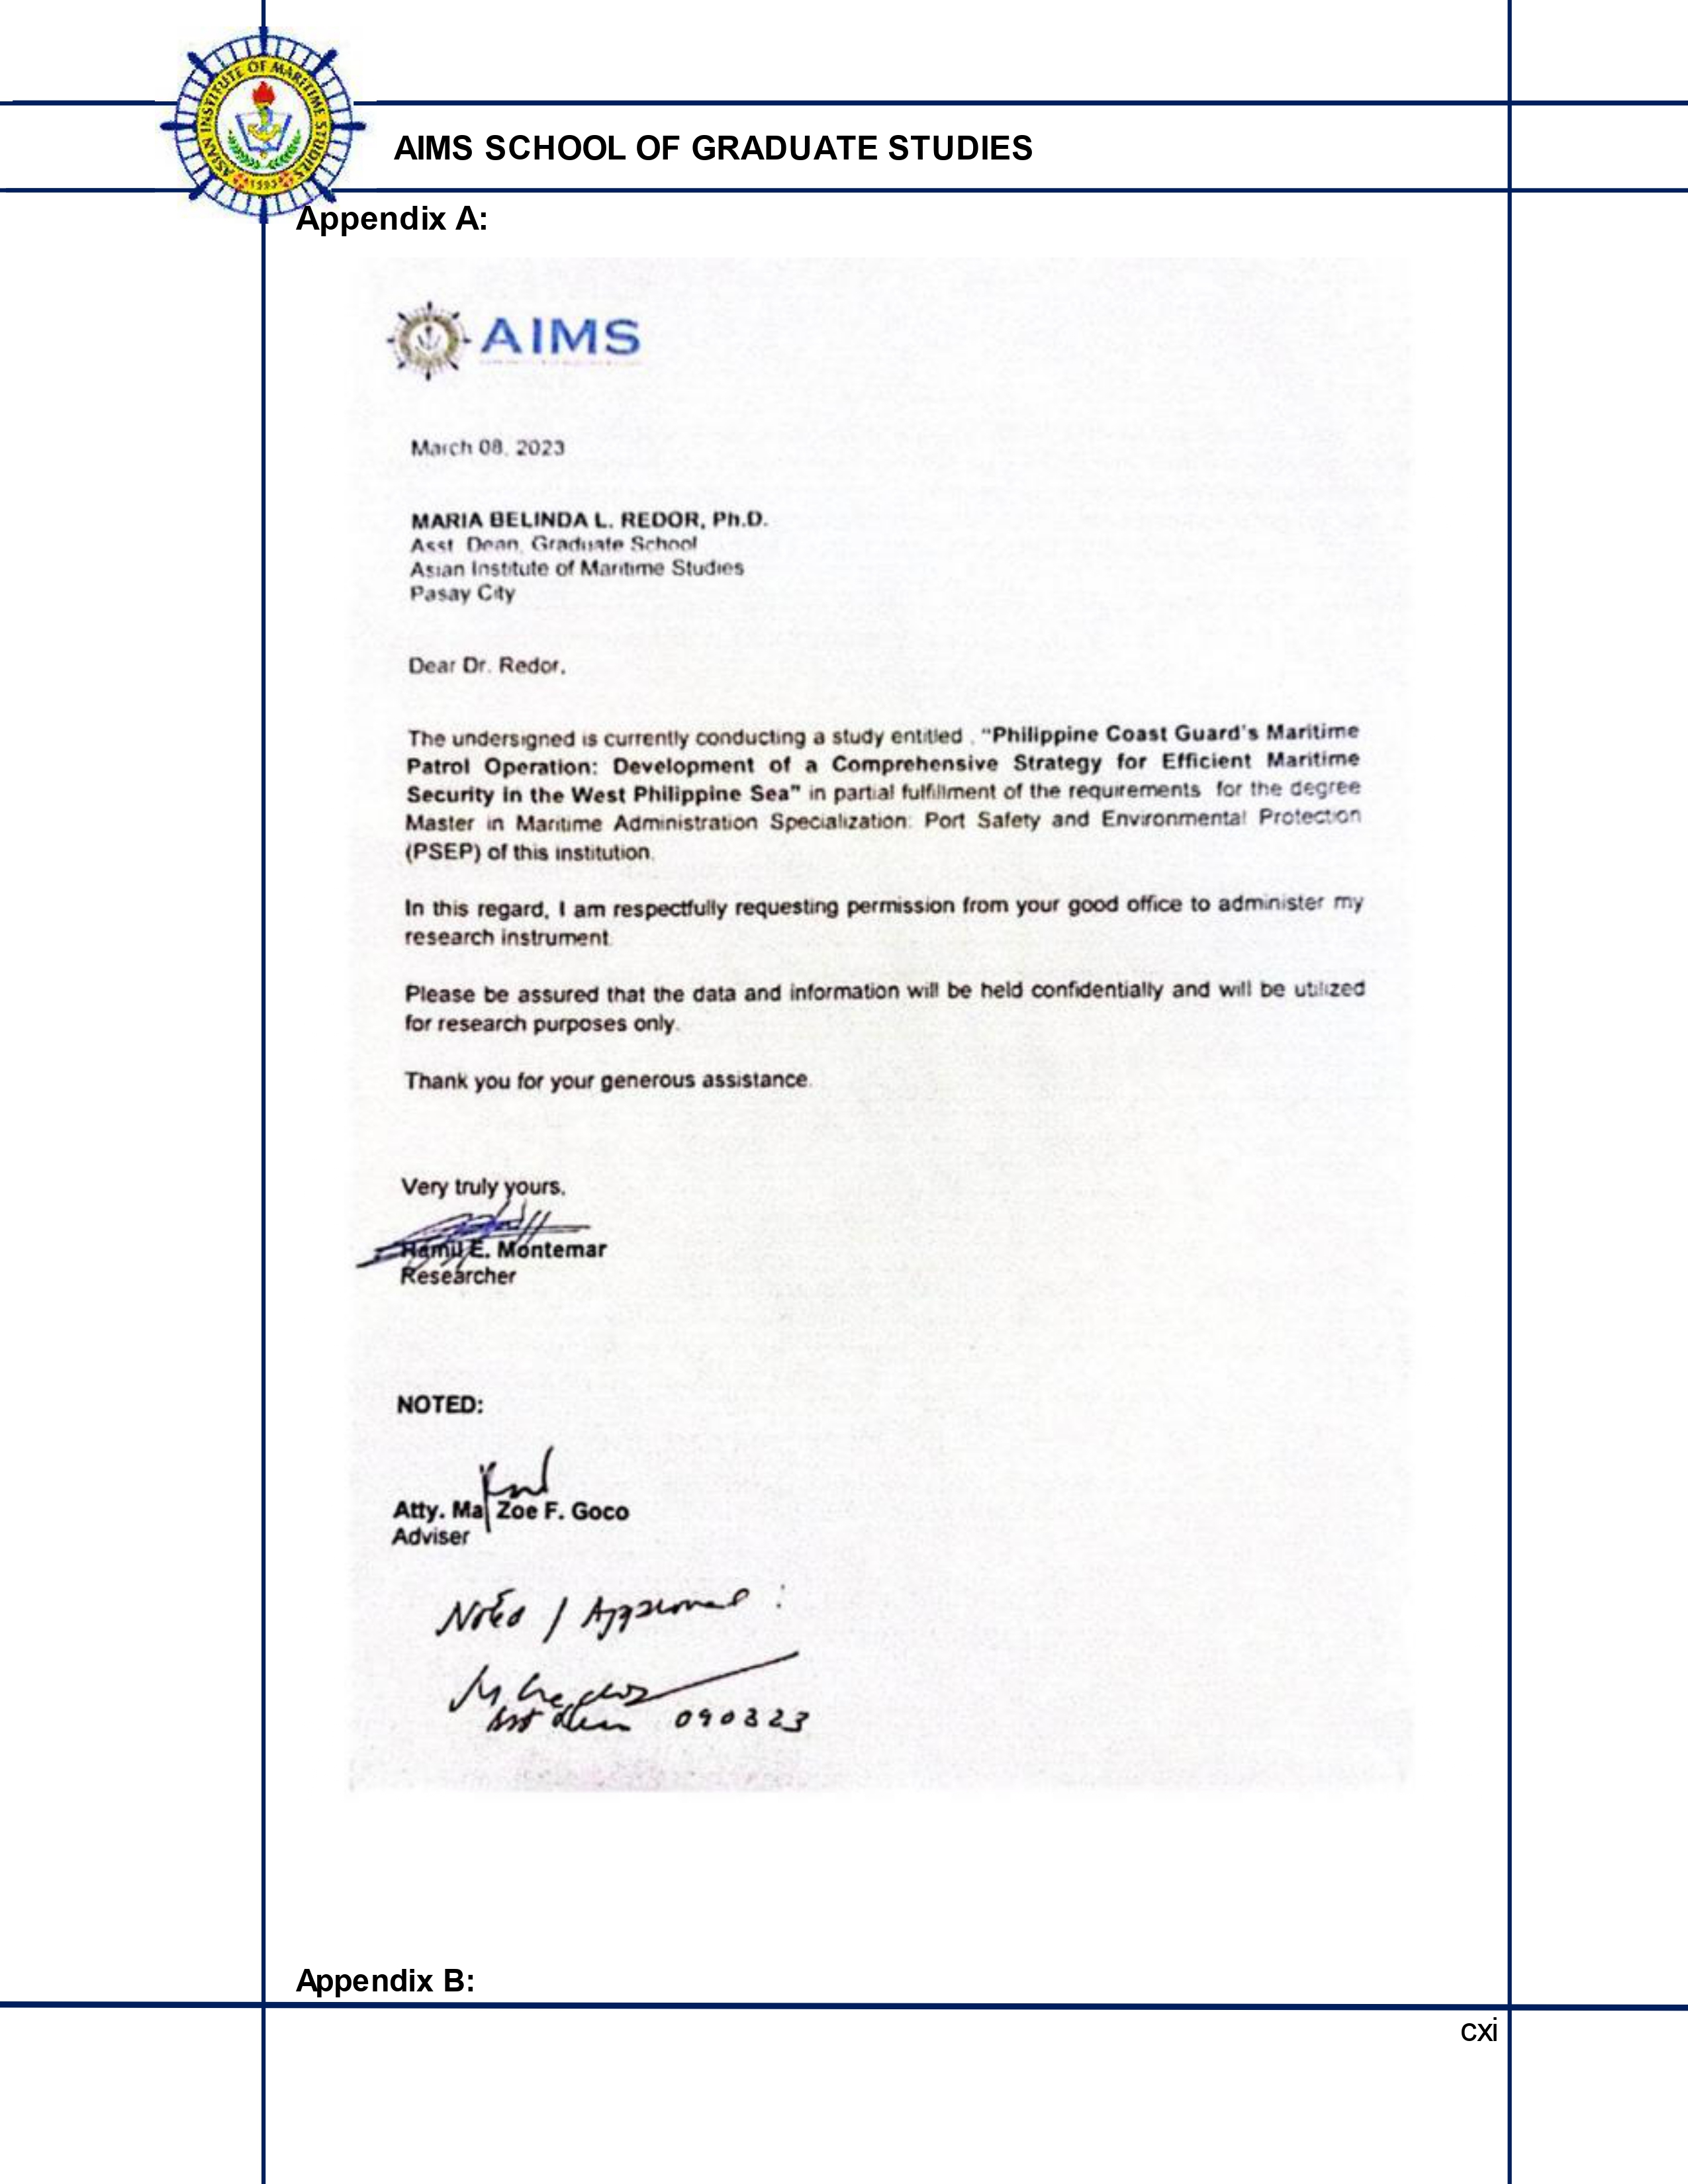 ASIAN INSTITUTE OF MARITIME STUDIES
1993
AIMS SCHOOL OF GRADUATE STUDIES
Appendix A:
AIMS
March 08, 2023
MARIA BELINDA L. REDOR, Ph.D.
Asst. Dean, Graduate School
Asian Institute of Maritime Studies
Pasay City
Dear Dr. Redor,
The undersigned is currently conducting a study entitled , “Philippine Coast Guard's Maritime
Patrol Operation: Development of a Comprehensive Strategy for Efficient Maritime
Security in the West Philippine Sea” in partial fulfillment of the requirements for the degree
Master in Maritime Administration Specialization: Port Safety and Environmental Protection
(PSEP) of this institution.
In this regard, I am respectfully requesting permission from your good office to administer my
research instrument.
Please be assured that the data and information will be held confidentially and will be utilized
for research purposes only.
Thank you for your generous assistance.
Very truly yours,
Ramil E. Montemar
Researcher
NOTED:
Atty. Ma Zoe F. Goco
Adviser
Noted / Approved :
Asst Dean 090323
Appendix B:
cxi